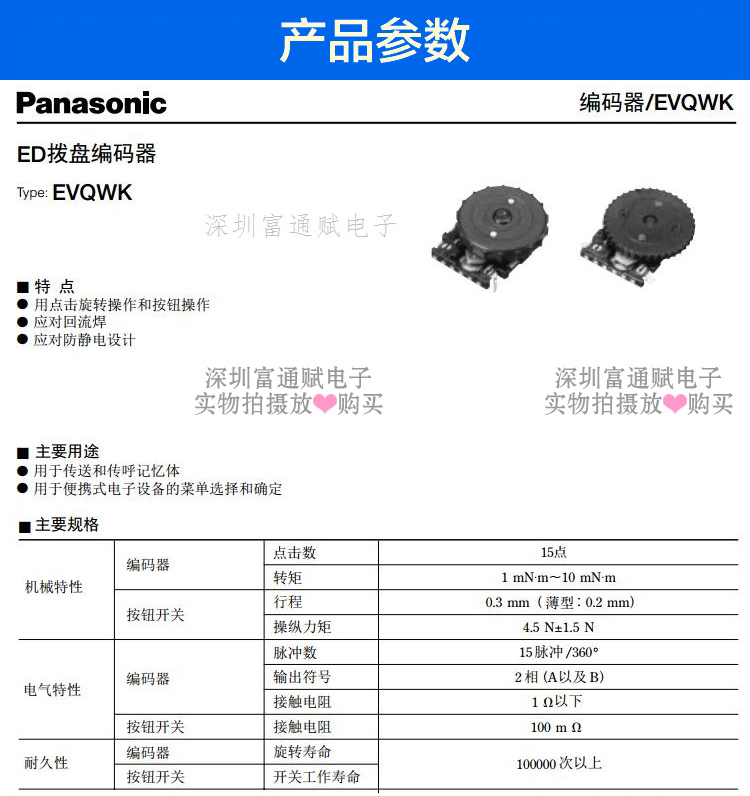 产品参数
Panasonic
编码器/EVQWK
ED拨盘编码器
Type: EVQWK
深圳富通赋电子
■ 特 点
● 用点击旋转操作和按钮操作
● 应对回流焊
● 应对防静电设计
深圳富通赋电子 深圳富通赋电子
实物拍摄放❤购买 实物拍摄放❤购买
■ 主要用途
● 用于传送和传呼记忆体
● 用于便携式电子设备的菜单选择和确定
■ 主要规格
机械特性 编码器 点击数 15点
转矩 1 mN·m～10 mN·m
按钮开关 行程 0.3 mm（薄型：0.2 mm）
操纵力矩 4.5 N±1.5 N
电气特性 编码器 脉冲数 15脉冲/360°
输出符号 2相 (A以及B)
接触电阻 1 Ω以下
按钮开关 接触电阻 100 m Ω
耐久性 编码器 旋转寿命 100000 次以上
按钮开关 开关工作寿命